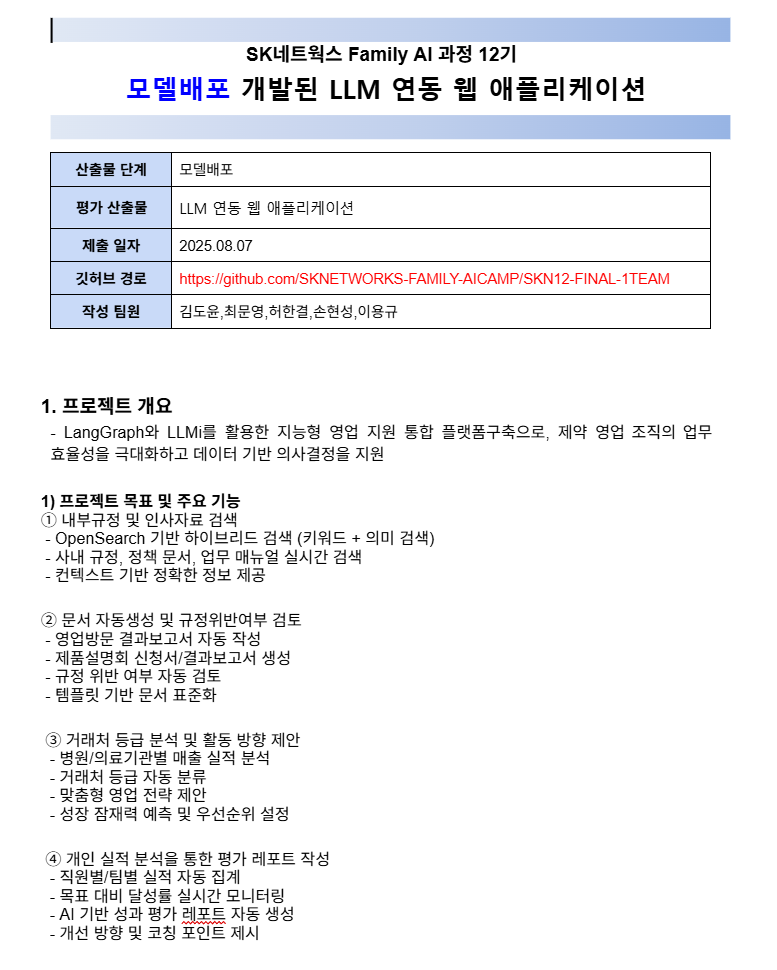 SK네트웍스 Family AI 과정 12기
모델배포 개발된 LLM 연동 웹 애플리케이션
산출물 단계 모델배포
평가 산출물 LLM 연동 웹 애플리케이션
제출 일자 2025.08.07
깃허브 경로 https://github.com/SKNETWORKS-FAMILY-AICAMP/SKN12-FINAL-1TEAM
작성 팀원 김도윤,최문영,허한결,손현성,이용규
1. 프로젝트 개요
- LangGraph와 LLMi를 활용한 지능형 영업 지원 통합 플랫폼구축으로, 제약 영업 조직의 업무
효율성을 극대화하고 데이터 기반 의사결정을 지원
1) 프로젝트 목표 및 주요 기능
① 내부규정 및 인사자료 검색
- OpenSearch 기반 하이브리드 검색 (키워드 + 의미 검색)
- 사내 규정, 정책 문서, 업무 매뉴얼 실시간 검색
- 컨텍스트 기반 정확한 정보 제공
② 문서 자동생성 및 규정위반여부 검토
- 영업방문 결과보고서 자동 작성
- 제품설명회 신청서/결과보고서 생성
- 규정 위반 여부 자동 검토
- 템플릿 기반 문서 표준화
③ 거래처 등급 분석 및 활동 방향 제안
- 병원/의료기관별 매출 실적 분석
- 거래처 등급 자동 분류
- 맞춤형 영업 전략 제안
- 성장 잠재력 예측 및 우선순위 설정
④ 개인 실적 분석을 통한 평가 레포트 작성
- 직원별/팀별 실적 자동 집계
- 목표 대비 달성률 실시간 모니터링
- AI 기반 성과 평가 레포트 자동 생성
- 개선 방향 및 코칭 포인트 제시